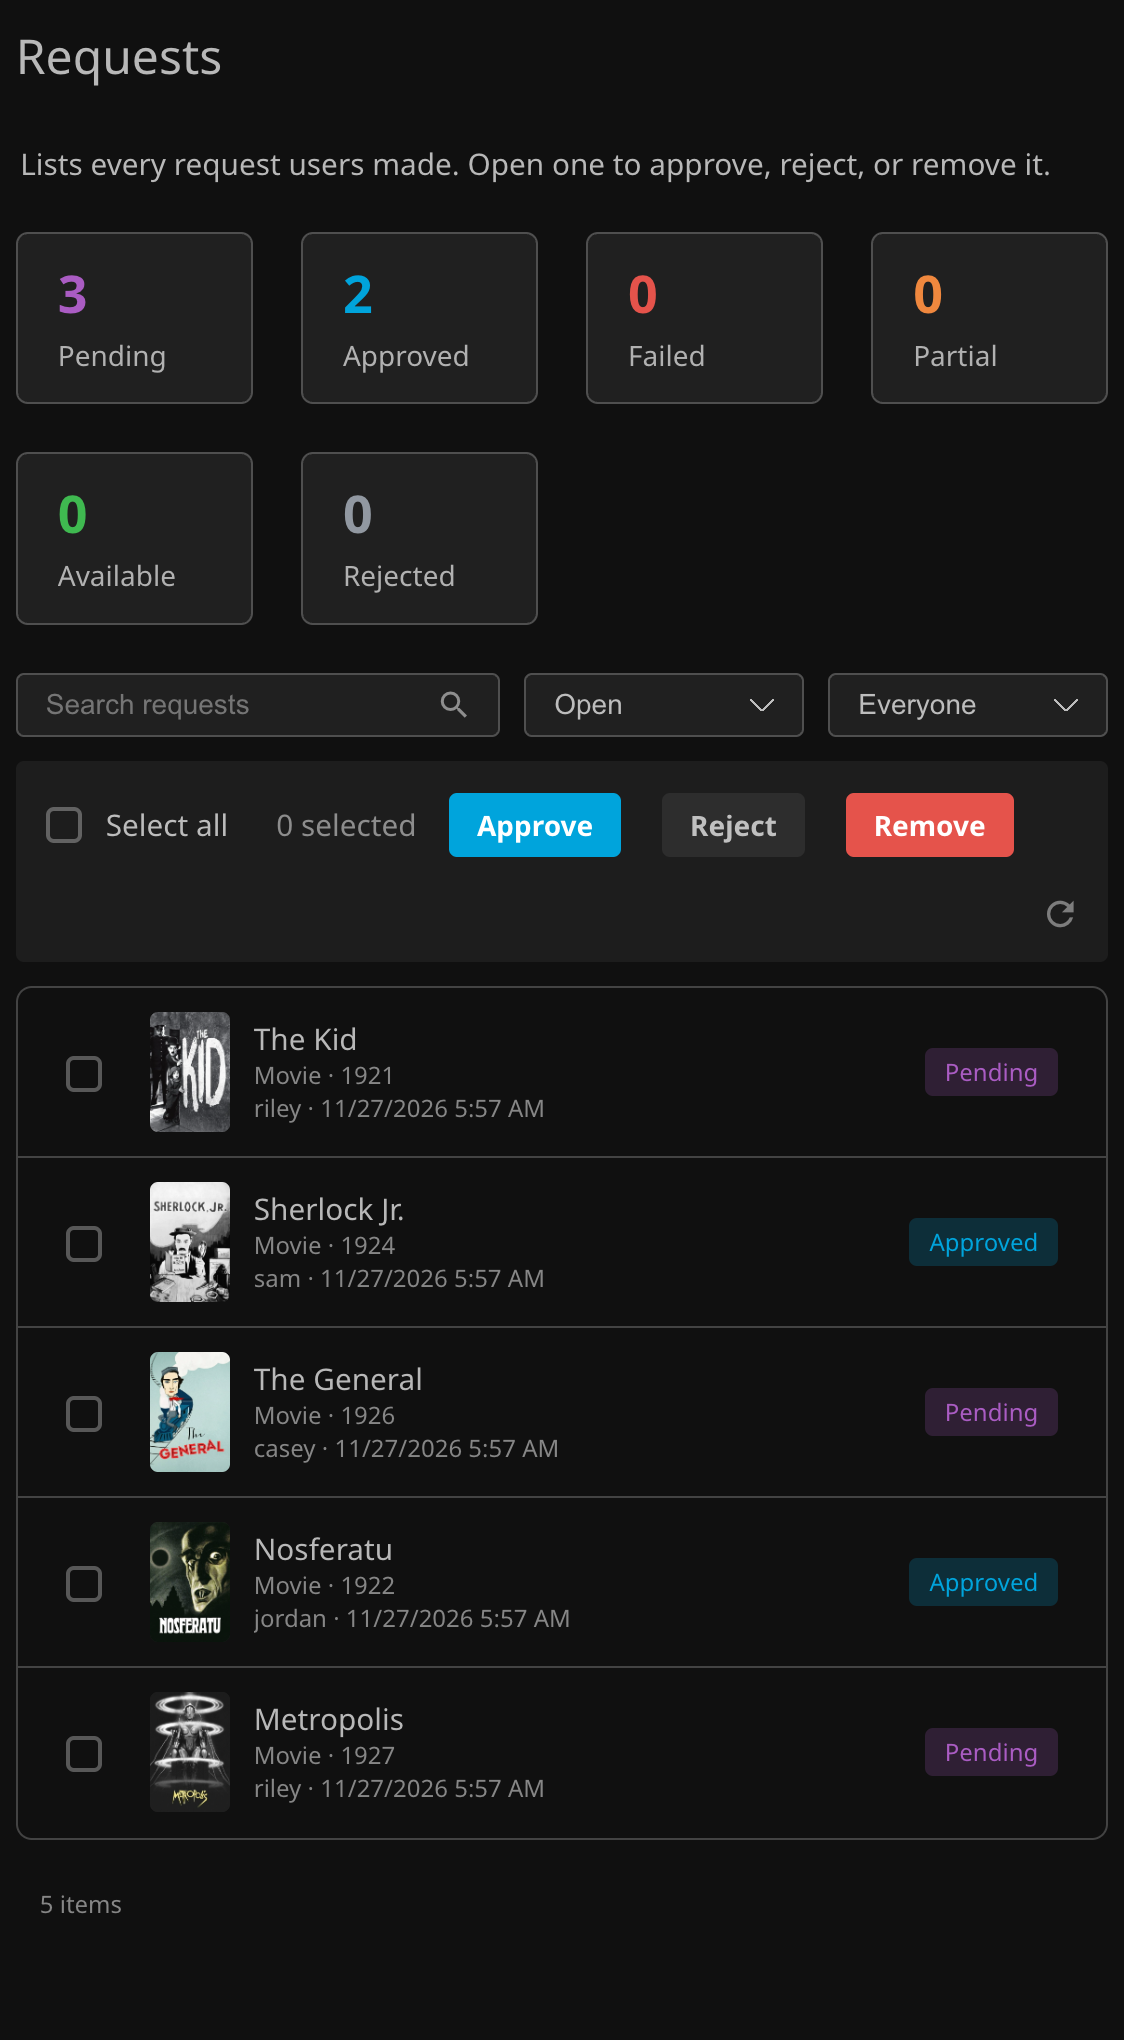 Requests
Lists every request users made. Open one to approve, reject, or remove it.
3
Pending
2
Approved
0
Failed
0
Partial
0
Available
0
Rejected
Search requests
Open
Everyone
Select all
0 selected
Approve
Reject
Remove
THE
KID
The Kid
Movie · 1921
riley · 11/27/2026 5:57 AM
Pending
SHERLOCK, JR.
Sherlock Jr.
Movie · 1924
sam · 11/27/2026 5:57 AM
Approved
The
GENERAL
The General
Movie · 1926
casey · 11/27/2026 5:57 AM
Pending
NOSFERATU
Nosferatu
Movie · 1922
jordan · 11/27/2026 5:57 AM
Approved
METROPOLIS
Metropolis
Movie · 1927
riley · 11/27/2026 5:57 AM
Pending
5 items